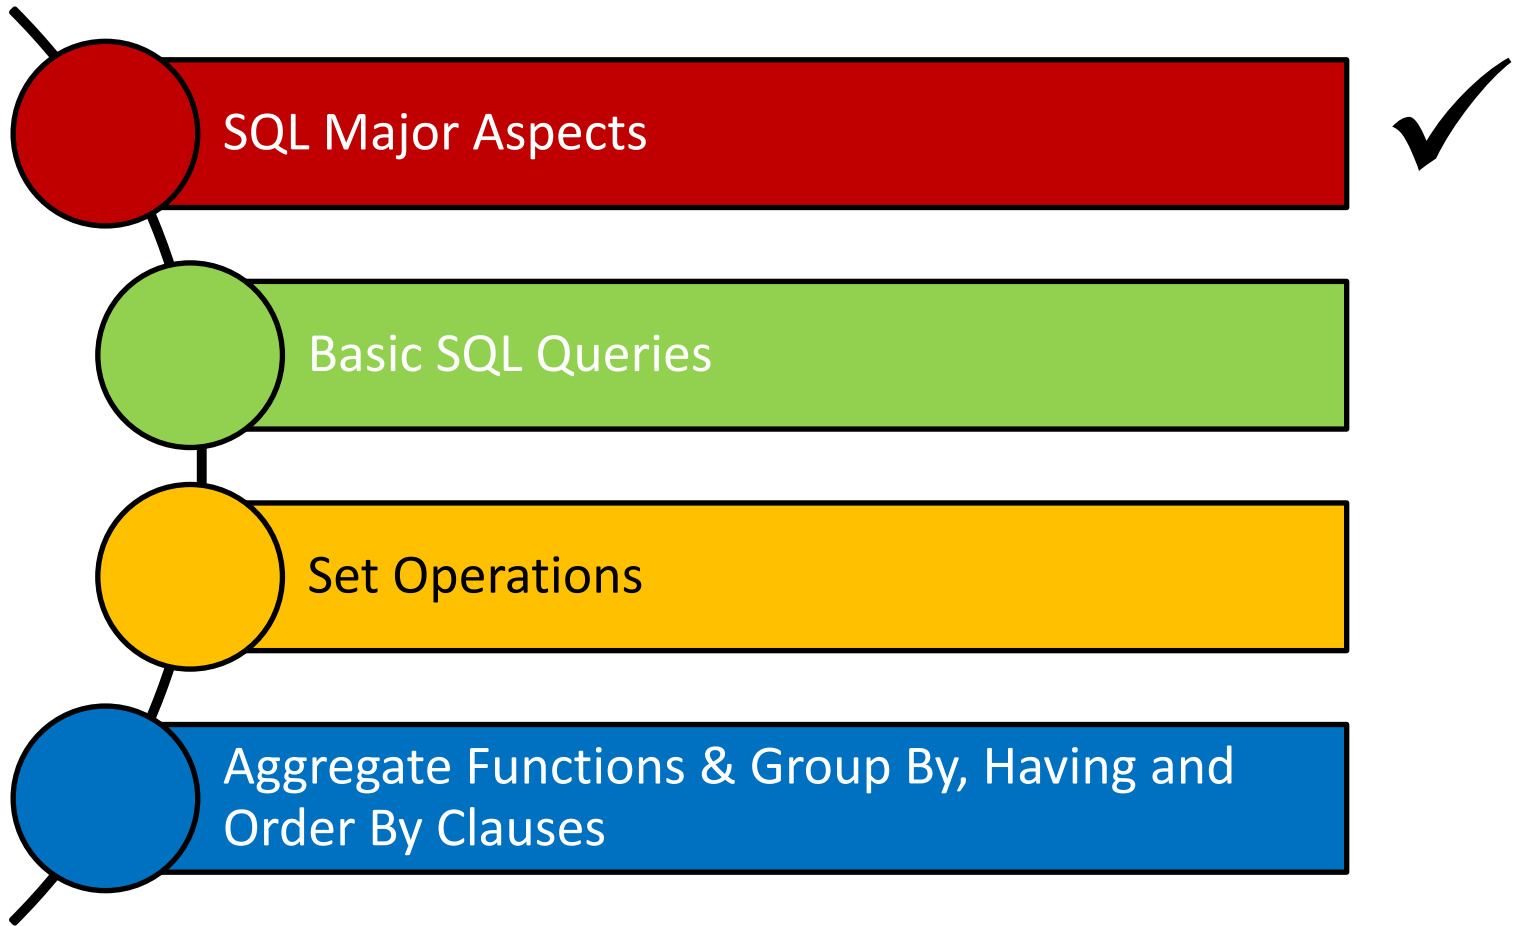 SQL Major Aspects
Basic SQL Queries
Set Operations
Aggregate Functions & Group By, Having and
Order By Clauses